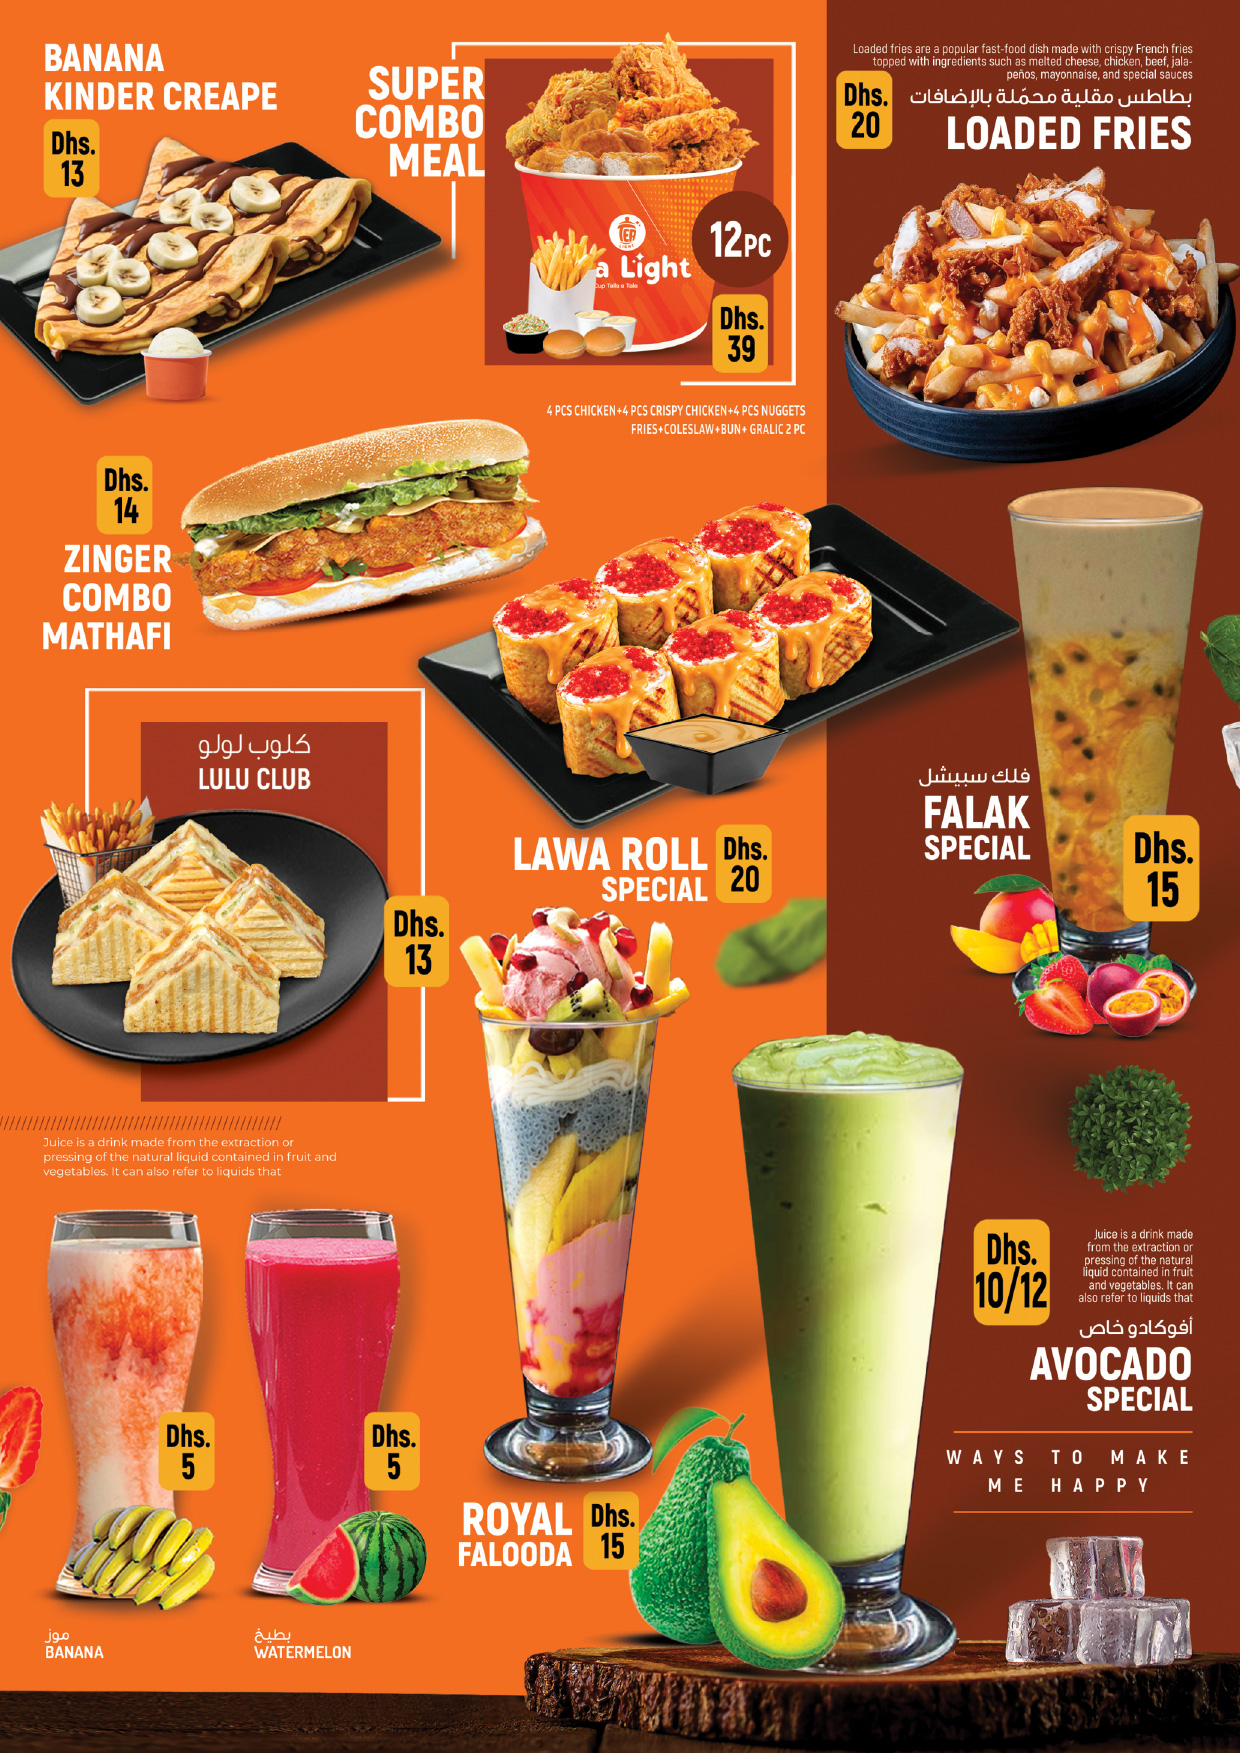 BANANA
KINDER CREAPE
Dhs.
13
SUPER
COMBO
MEAL
a Light
Cup Tells a Tale
12PC
Dhs.
39
4 PCS CHICKEN+4 PCS CRISPY CHICKEN+4 PCS NUGGETS
FRIES+COLESLAW+BUN+ GRALIC 2 PC
Loaded fries are a popular fast-food dish made with crispy French fries
topped with ingredients such as melted cheese, chicken, beef, jala-
peños, mayonnaise, and special sauces
Dhs.
20
بطاطس مقلية محمّلة بالإضافات
LOADED FRIES
Dhs.
14
ZINGER
COMBO
MATHAFI
كلوب لولو
LULU CLUB
Dhs.
13
LAWA ROLL
SPECIAL
Dhs.
20
فلك سبيشل
FALAK
SPECIAL
Dhs.
15
Juice is a drink made from the extraction or
pressing of the natural liquid contained in fruit and
vegetables. It can also refer to liquids that
Dhs.
5
موز
BANANA
Dhs.
5
بطيخ
WATERMELON
ROYAL
FALOODA
Dhs.
15
Dhs.
10/12
Juice is a drink made
from the extraction or
pressing of the natural
liquid contained in fruit
and vegetables. It can
also refer to liquids that
أفوكادو خاص
AVOCADO
SPECIAL
WAYS TO MAKE
ME HAPPY